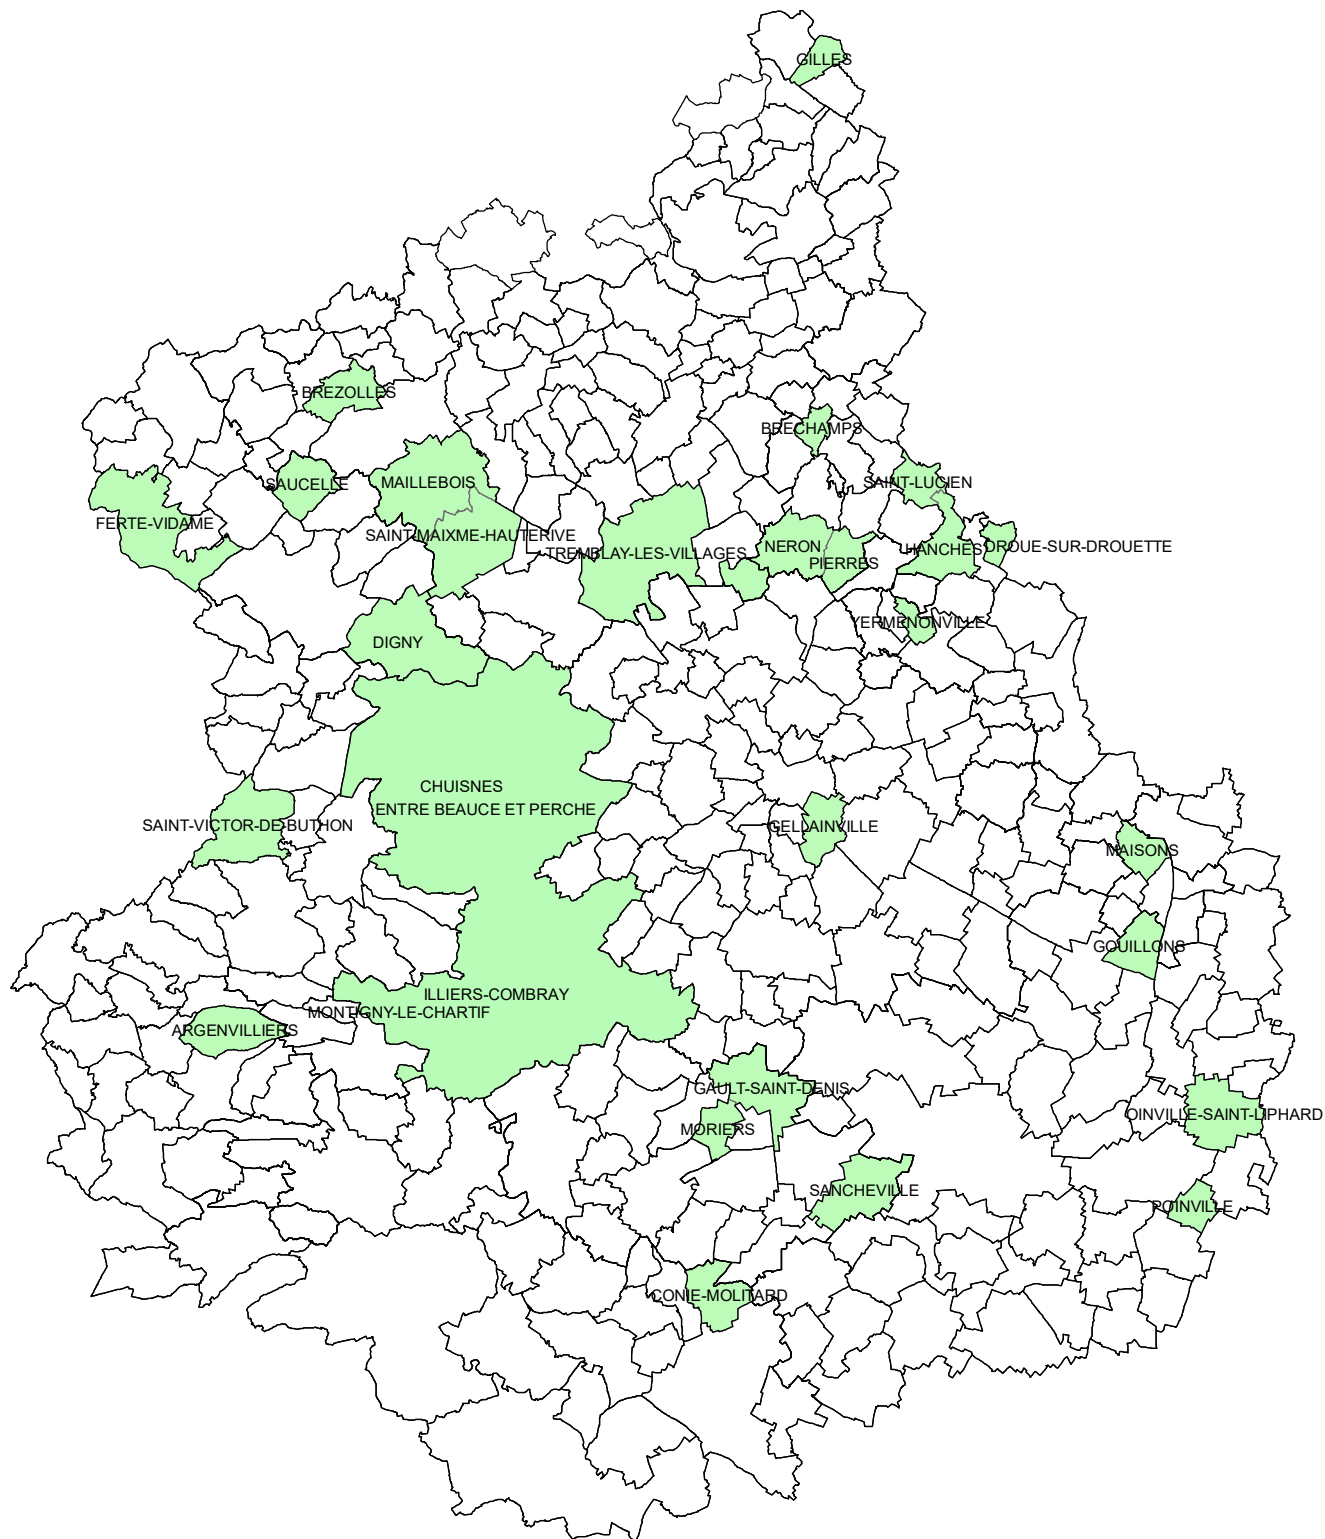 GILLES
BREZOLLES
BRECHAMPS
SAUCELLE
MAILLEBOIS
SAINT-LUCIEN
FERTE-VIDAME
SAINT-MAIXME-HAUTERIVE
TREMBLAY-LES-VILLAGES
NERON
PIERRES
HANCHES
DROUE-SUR-DROUETTE
YERMENONVILLE
DIGNY
CHUISNES
ENTRE BEAUCE ET PERCHE
SAINT-VICTOR-DE-BUTHON
GELLAINVILLE
MAISONS
GOUILLONS
ILLIERS-COMBRAY
MONTIGNY-LE-CHARTIF
ARGENVILLIERS
GAULT-SAINT-DENIS
OINVILLE-SAINT-LIPHARD
MORIERS
SANCHEVILLE
POINVILLE
CONIE-MOLITARD